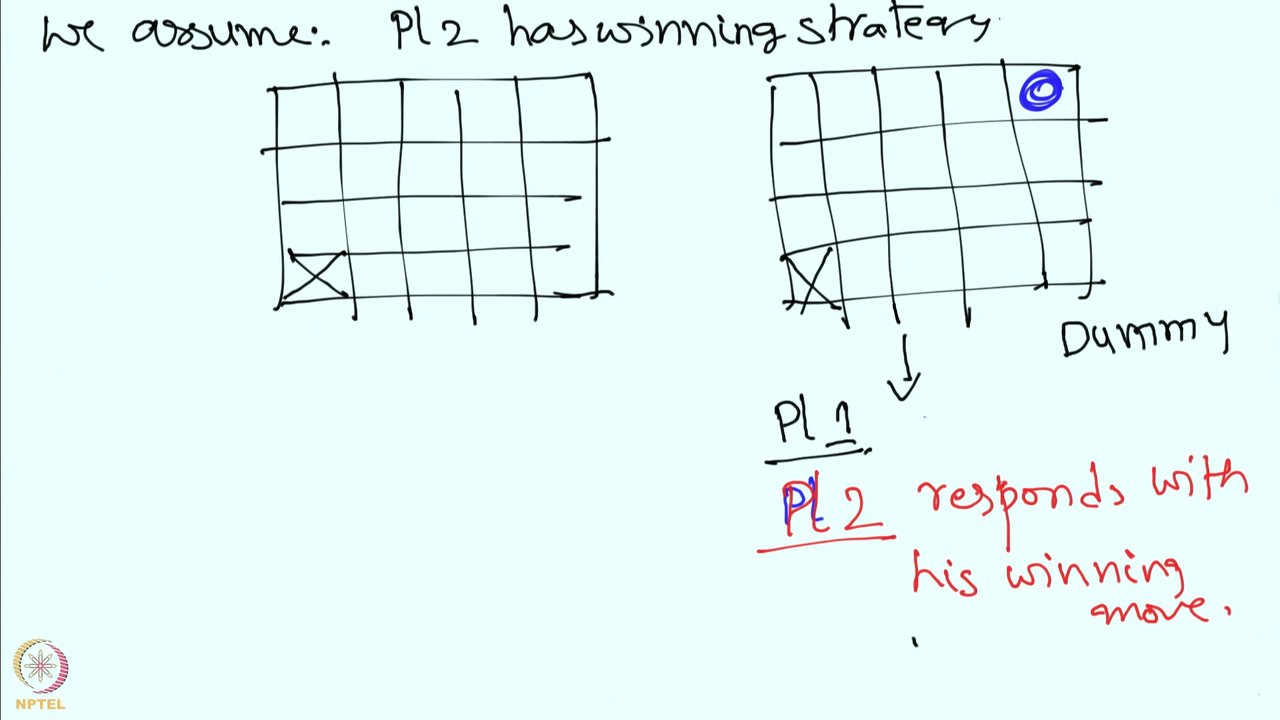 We assume:. Pl 2 has winning strategy
Dummy
Pl 1
Pl 2 responds with
his winning
move.
NPTEL